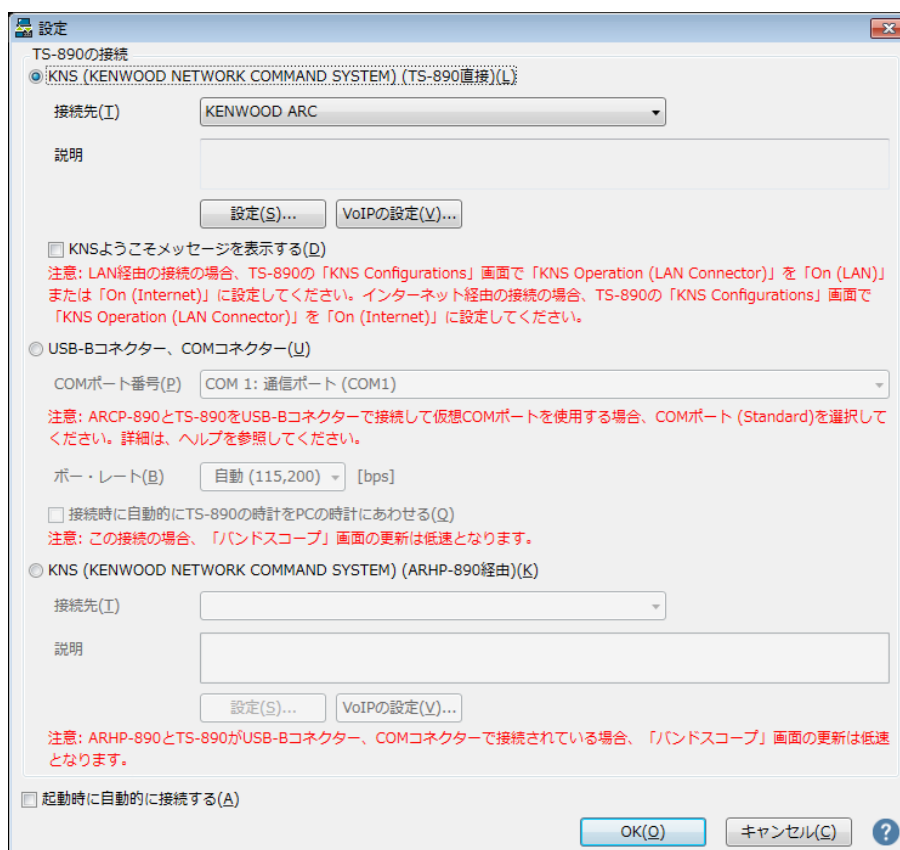 設定
TS-890の接続
KNS (KENWOOD NETWORK COMMAND SYSTEM) (TS-890直接)(L)
接続先(T)
KENWOOD ARC
説明
設定(S)...
VoIPの設定(V)...
KNSようこそメッセージを表示する(D)
注意: LAN経由の接続の場合、TS-890の「KNS Configurations」画面で「KNS Operation (LAN Connector)」を「On (LAN)」
または「On (Internet)」に設定してください。インターネット経由の接続の場合、TS-890の「KNS Configurations」画面で
「KNS Operation (LAN Connector)」を「On (Internet)」に設定してください。
USB-Bコネクター、COMコネクター(U)
COMポート番号(P)
COM 1: 通信ポート (COM1)
注意: ARCP-890とTS-890をUSB-Bコネクターで接続して仮想COMポートを使用する場合、COMポート (Standard)を選択して
ください。詳細は、ヘルプを参照してください。
ボー・レート(B)
自動 (115,200)
[bps]
接続時に自動的にTS-890の時計をPCの時計にあわせる(Q)
注意: この接続の場合、「バンドスコープ」画面の更新は低速となります。
KNS (KENWOOD NETWORK COMMAND SYSTEM) (ARHP-890経由)(K)
接続先(T)
説明
設定(S)...
VoIPの設定(V)...
注意: ARHP-890とTS-890がUSB-Bコネクター、COMコネクターで接続されている場合、「バンドスコープ」画面の更新は低速
となります。
起動時に自動的に接続する(A)
OK(O)
キャンセル(C)
?